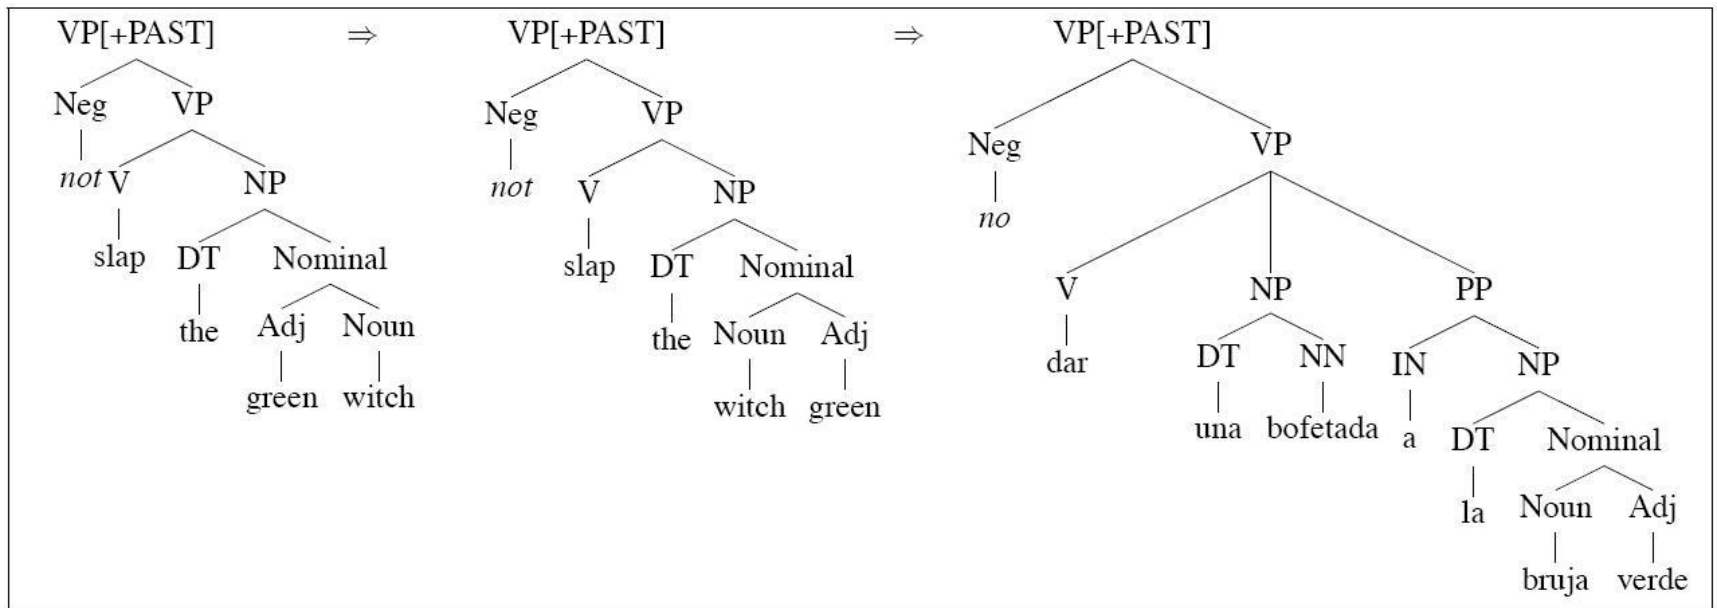 VP[+PAST] ⇒ VP[+PAST] ⇒ VP[+PAST]
Neg VP
not V NP
slap DT Nominal
the Adj Noun
green witch
Neg VP
not V NP
slap DT Nominal
the Noun Adj
witch green
Neg VP
no
V NP PP
dar DT NN IN NP
una bofetada a DT Nominal
la Noun Adj
bruja verde